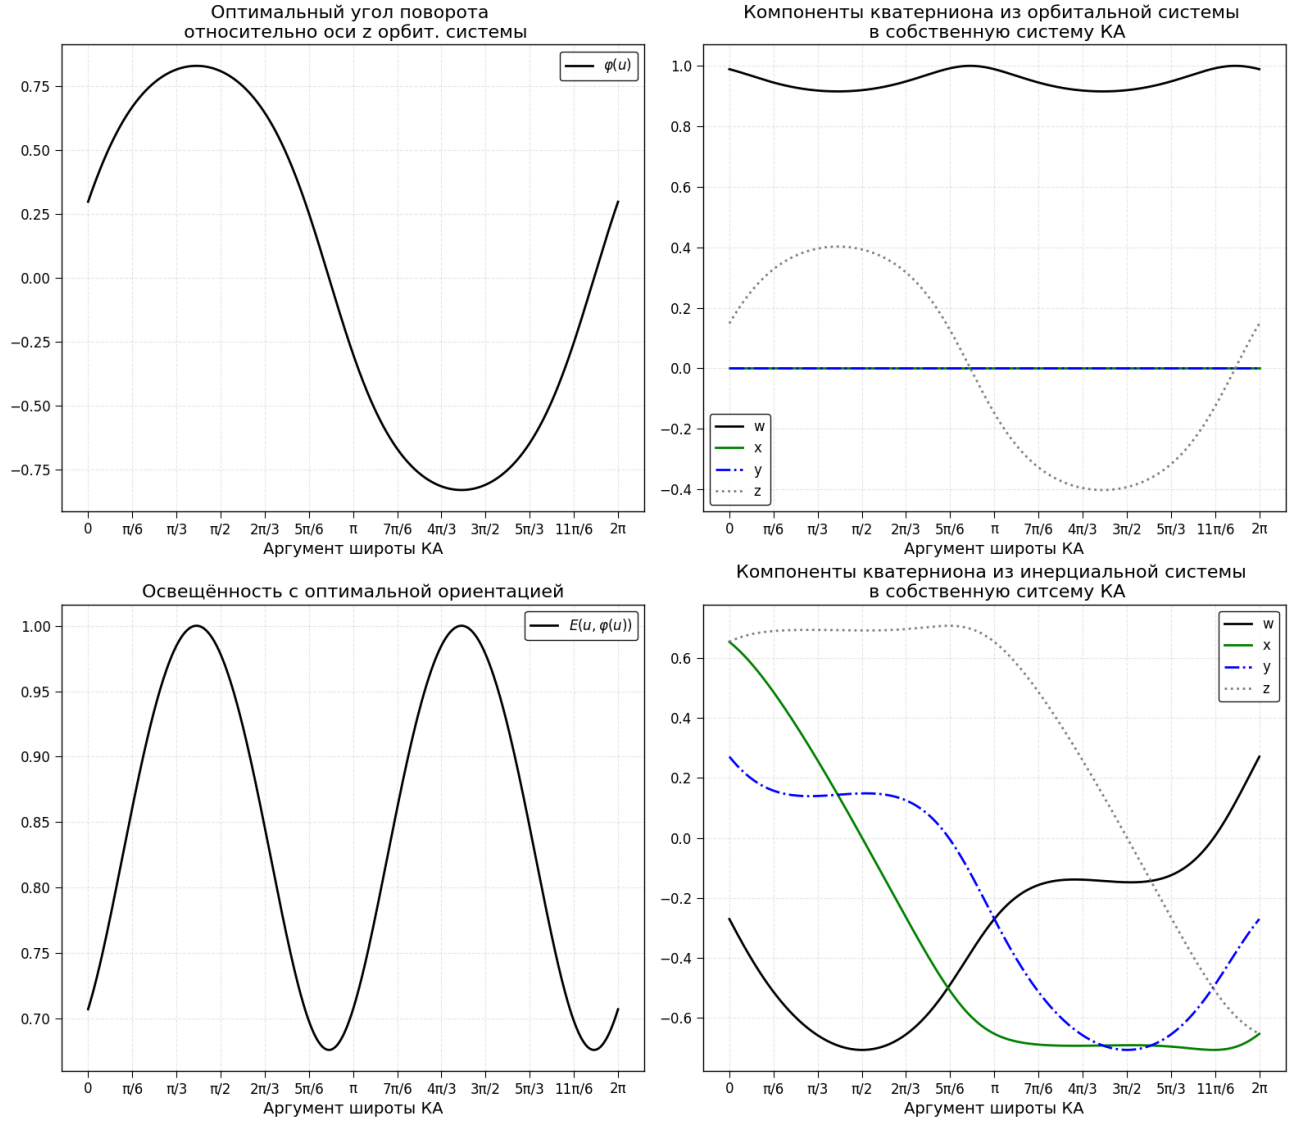 Оптимальный угол поворота
относительно оси z орбит. системы
φ(u)
0.75
0.50
0.25
0.00
−0.25
−0.50
−0.75
0 π/6 π/3 π/2 2π/3 5π/6 π 7π/6 4π/3 3π/2 5π/3 11π/6 2π
Аргумент широты КА
Компоненты кватерниона из орбитальной системы
в собственную систему КА
1.0
0.8
0.6
0.4
0.2
0.0
−0.2
−0.4
w
x
y
z
0 π/6 π/3 π/2 2π/3 5π/6 π 7π/6 4π/3 3π/2 5π/3 11π/6 2π
Аргумент широты КА
Освещённость с оптимальной ориентацией
E(u, φ(u))
1.00
0.95
0.90
0.85
0.80
0.75
0.70
0 π/6 π/3 π/2 2π/3 5π/6 π 7π/6 4π/3 3π/2 5π/3 11π/6 2π
Аргумент широты КА
Компоненты кватерниона из инерциальной системы
в собственную ситсему КА
w
x
y
z
0.6
0.4
0.2
0.0
−0.2
−0.4
−0.6
0 π/6 π/3 π/2 2π/3 5π/6 π 7π/6 4π/3 3π/2 5π/3 11π/6 2π
Аргумент широты КА